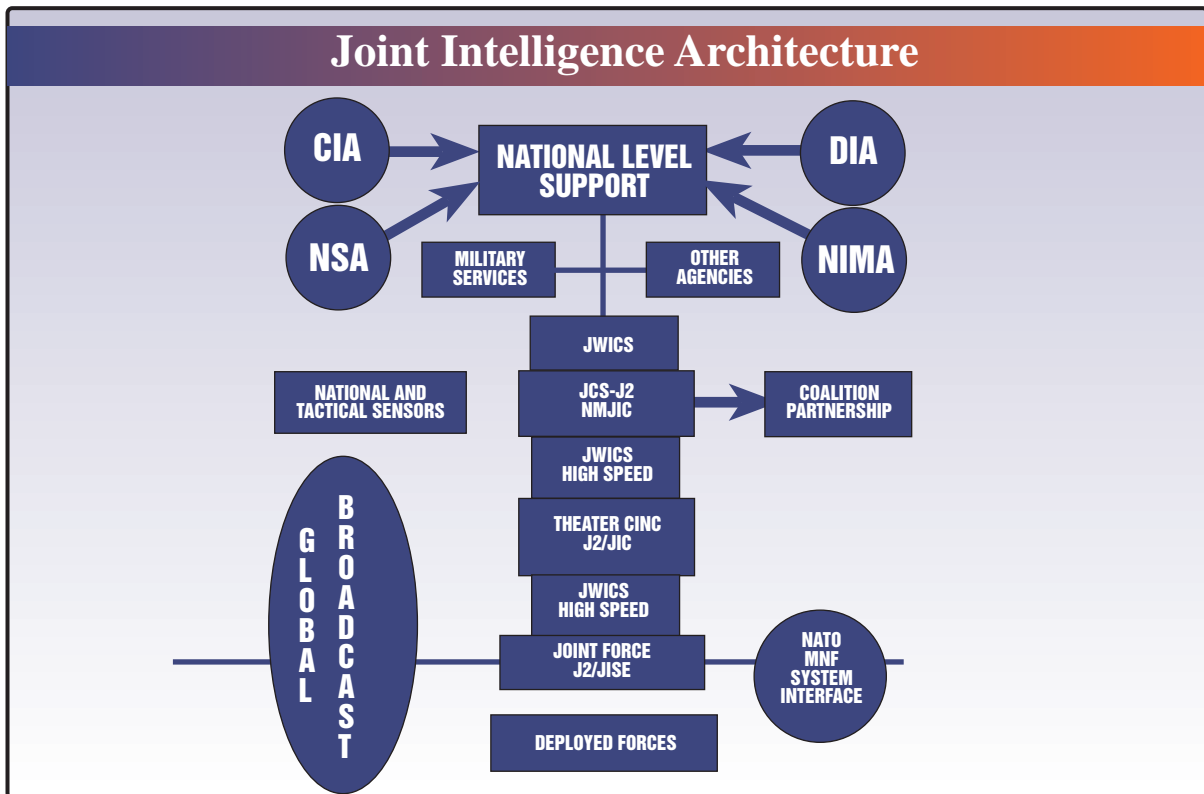 Joint Intelligence Architecture
CIA
NATIONAL LEVEL
SUPPORT
DIA
NSA
MILITARY
SERVICES
OTHER
AGENCIES
NIMA
JWICS
NATIONAL AND
TACTICAL SENSORS
JCS-J2
NMJIC
COALITION
PARTNERSHIP
JWICS
HIGH SPEED
GLOBAL
BROADCAST
THEATER CINC
J2/JIC
JWICS
HIGH SPEED
JOINT FORCE
J2/JISE
NATO
MNF
SYSTEM
INTERFACE
DEPLOYED FORCES